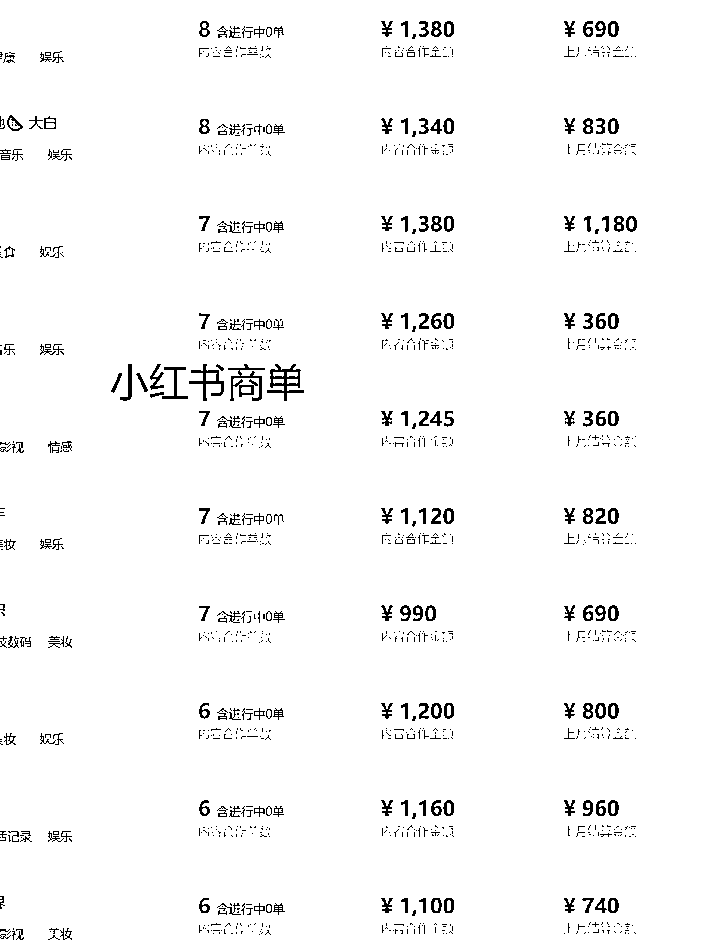 8 含进行中0单 ¥ 1,380 ¥ 690
内容合作单数 内容合作金额 上月结算金额
娱乐
大白
8 含进行中0单 ¥ 1,340 ¥ 830
内容合作单数 内容合作金额 上月结算金额
音乐 娱乐
7 含进行中0单 ¥ 1,380 ¥ 1,180
内容合作单数 内容合作金额 上月结算金额
食 娱乐
7 含进行中0单 ¥ 1,260 ¥ 360
内容合作单数 内容合作金额 上月结算金额
乐 娱乐
小红书商单
7 含进行中0单 ¥ 1,245 ¥ 360
内容合作单数 内容合作金额 上月结算金额
影视 情感
7 含进行中0单 ¥ 1,120 ¥ 820
内容合作单数 内容合作金额 上月结算金额
妆 娱乐
7 含进行中0单 ¥ 990 ¥ 690
内容合作单数 内容合作金额 上月结算金额
数码 美妆
6 含进行中0单 ¥ 1,200 ¥ 800
内容合作单数 内容合作金额 上月结算金额
妆 娱乐
6 含进行中0单 ¥ 1,160 ¥ 960
内容合作单数 内容合作金额 上月结算金额
活记录 娱乐
6 含进行中0单 ¥ 1,100 ¥ 740
内容合作单数 内容合作金额 上月结算金额
影视 美妆